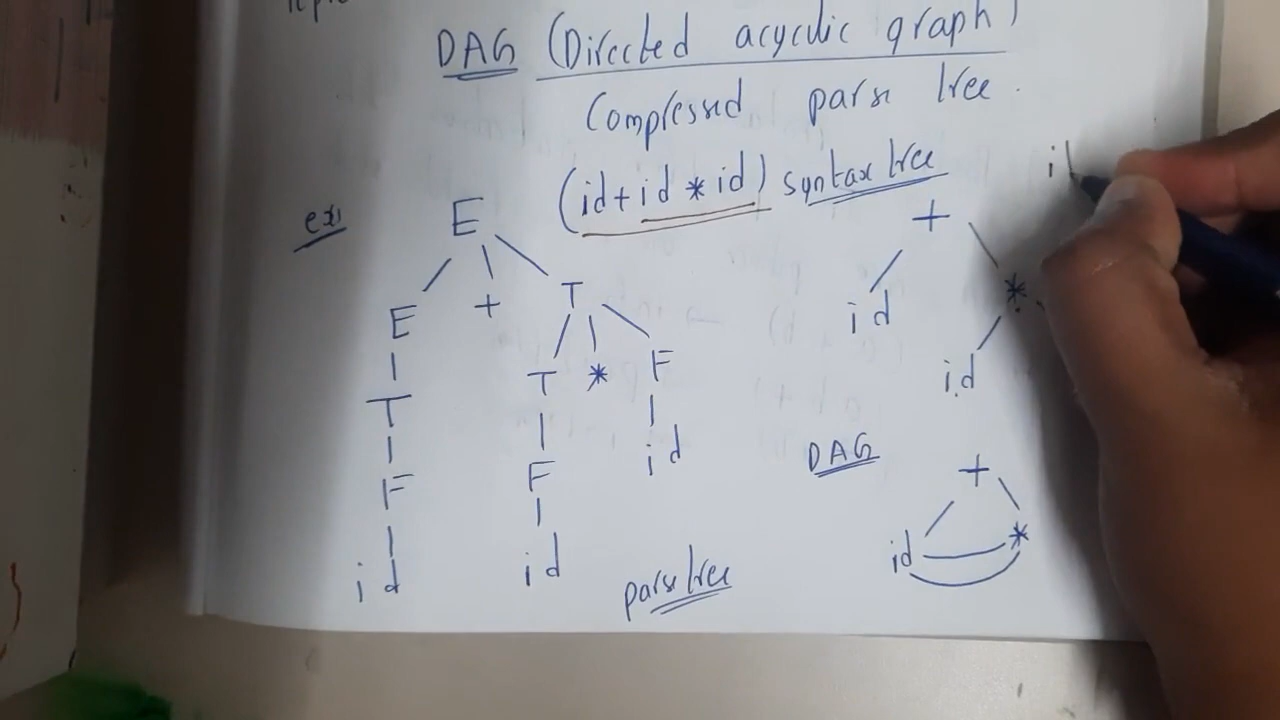 DAG (Directed acyclic graph)
Compressed parse tree.
(id+id * id) syntax tree
id
ex:
E
+
E + T
id *
T T * F
id
F F id
DAG
+
id *
id id
parse tree